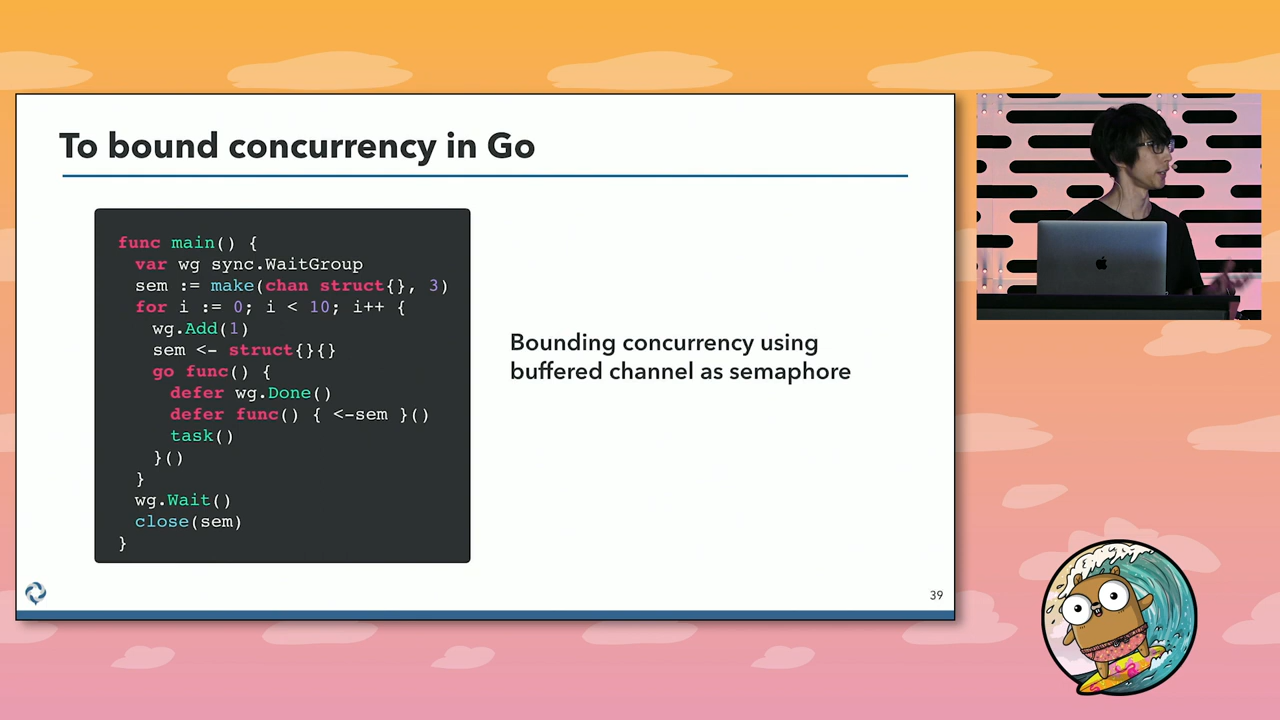 To bound concurrency in Go
func main() {
var wg sync.WaitGroup
sem := make(chan struct{}, 3)
for i := 0; i < 10; i++ {
wg.Add(1)
sem <- struct{}{}
go func() {
defer wg.Done()
defer func() { <-sem }()
task()
}()
}
wg.Wait()
close(sem)
}
Bounding concurrency using
buffered channel as semaphore
39